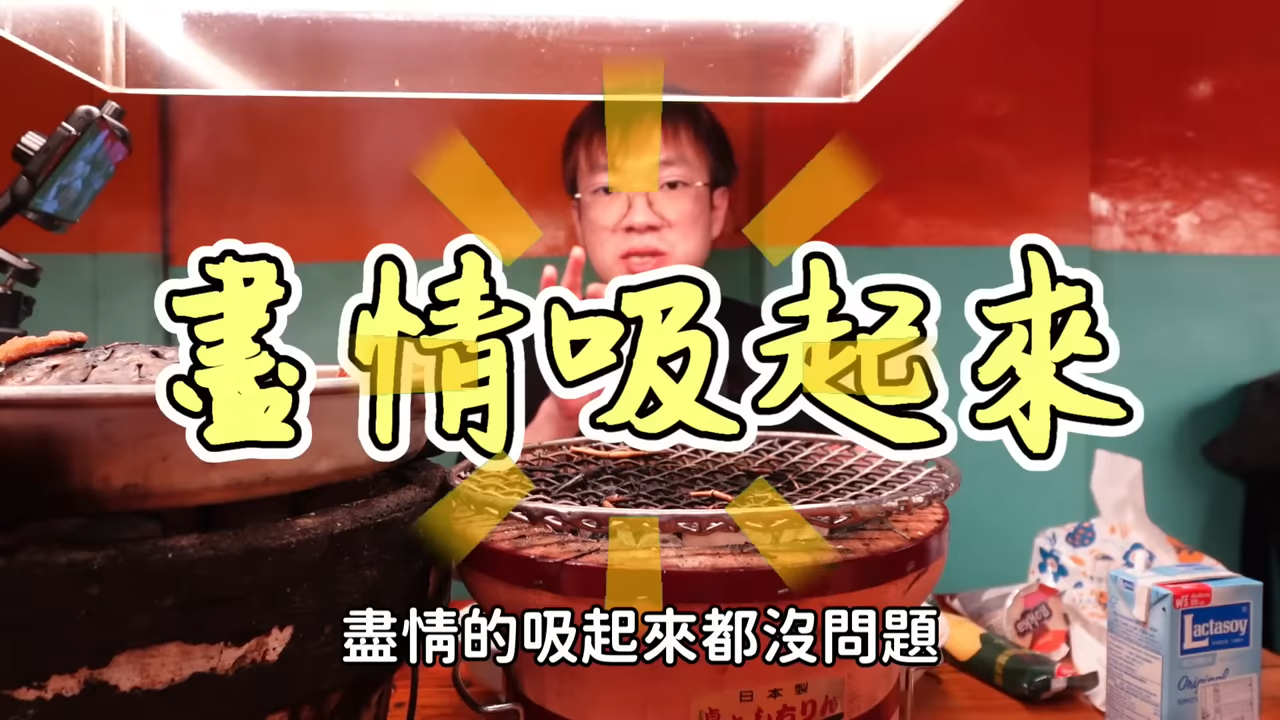 盡情吸起來
盡情的吸起來都沒問題
日本製
Lactasoy
Original